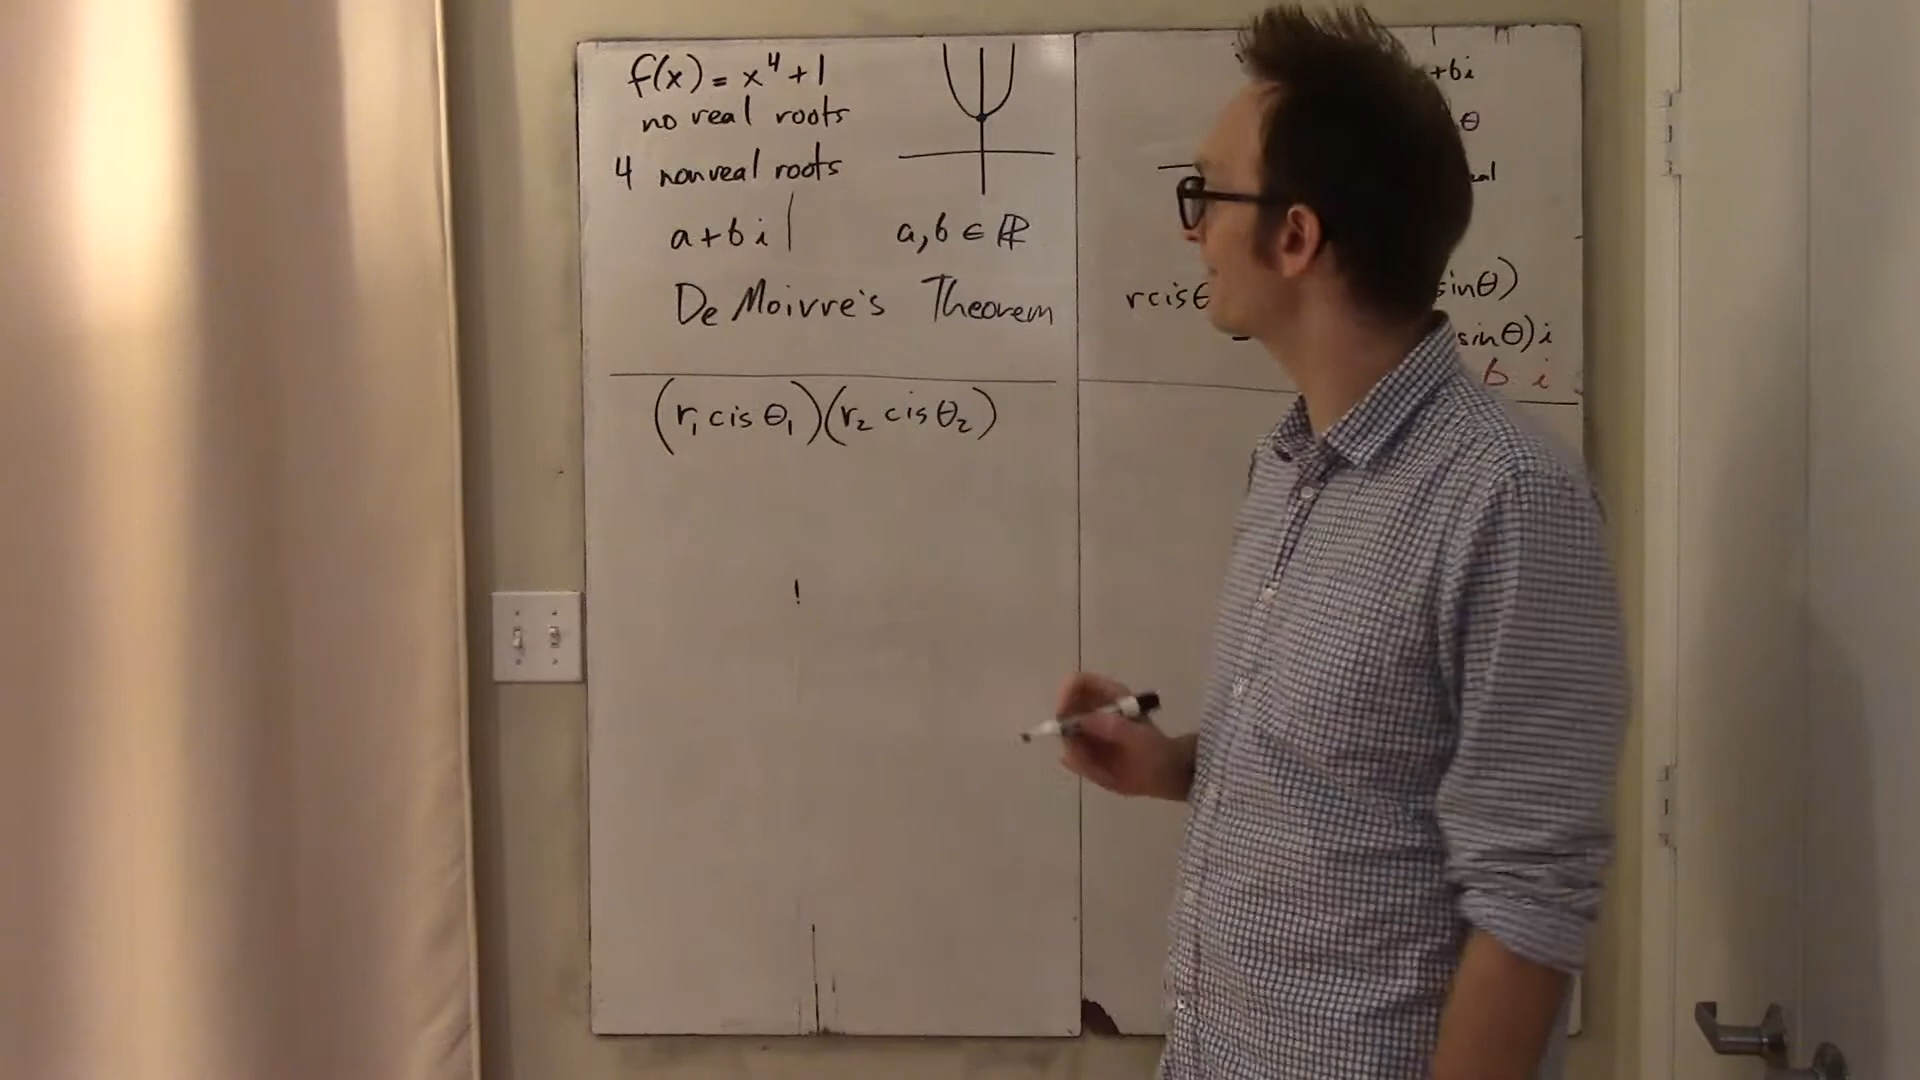 f(x) = x⁴ + 1
no real roots
4 nonreal roots
a + b i
a, b ∈ ℝ
De Moivre's Theorem
(r₁ cis θ₁)(r₂ cis θ₂)
+bi
θ
r cis θ
sinθ)
sinθ)i
b i